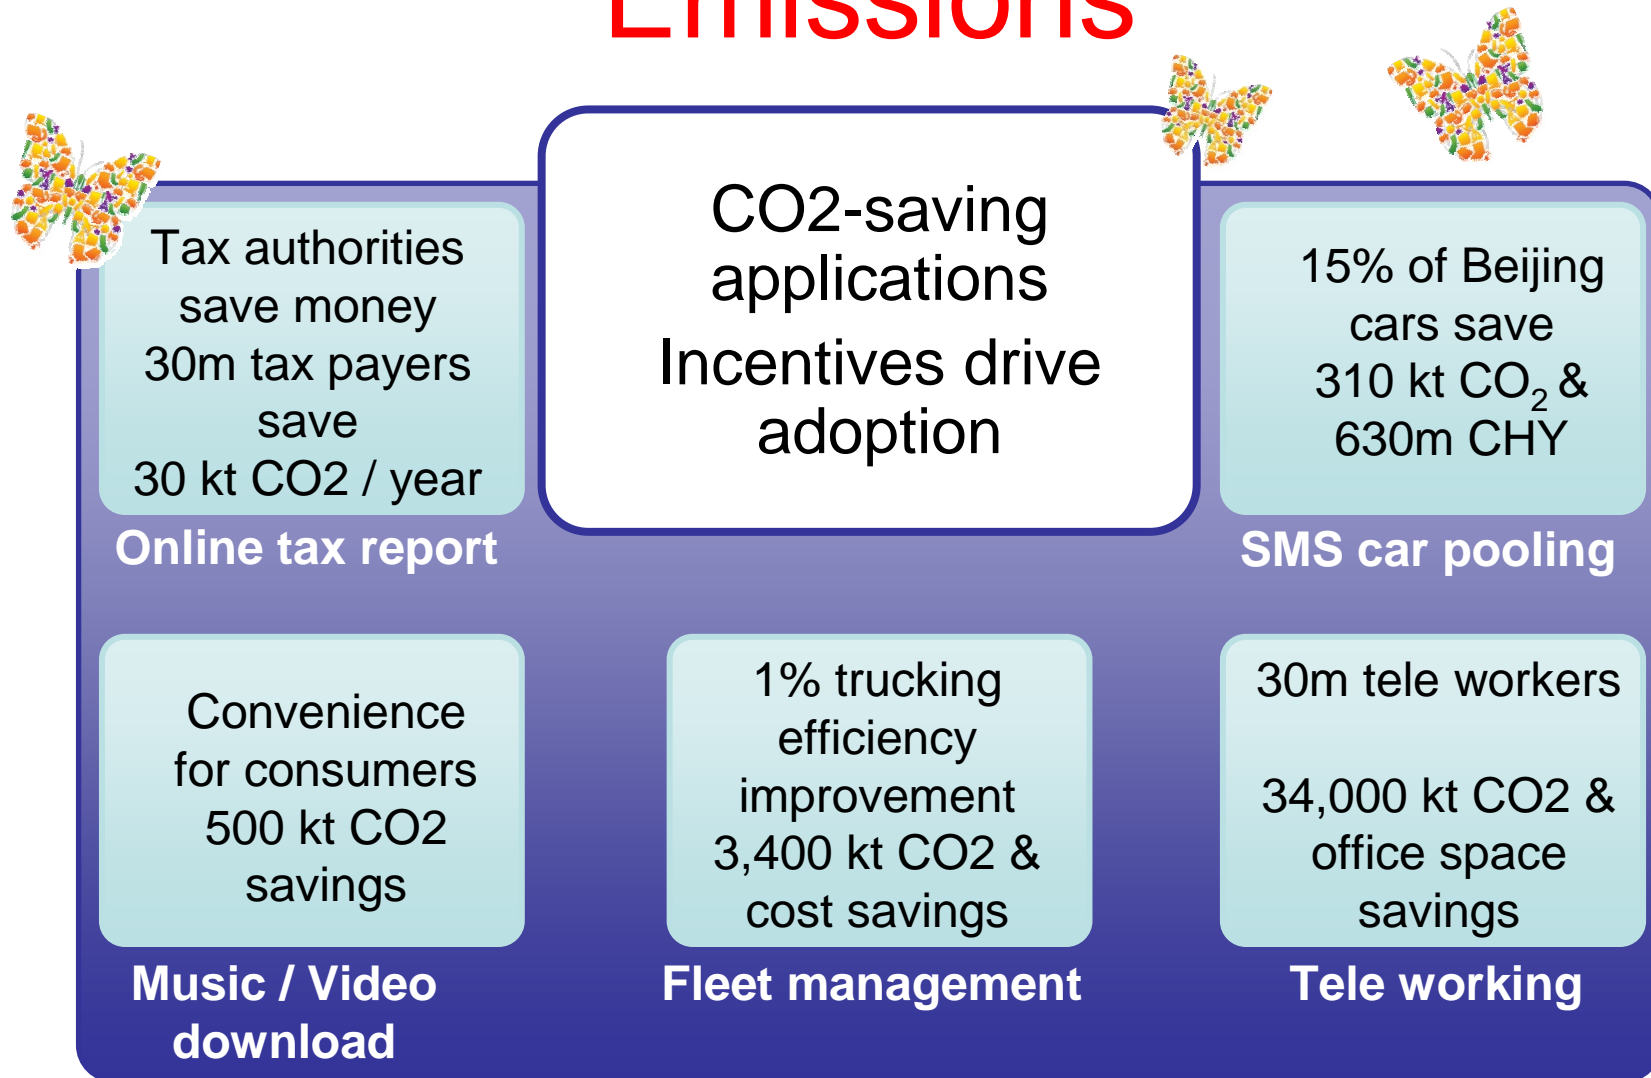 Emissions
CO2-saving
applications
Incentives drive
adoption
Tax authorities
save money
30m tax payers
save
30 kt CO2 / year
Online tax report
15% of Beijing
cars save
310 kt CO₂ &
630m CHY
SMS car pooling
Convenience
for consumers
500 kt CO2
savings
Music / Video
download
1% trucking
efficiency
improvement
3,400 kt CO2 &
cost savings
Fleet management
30m tele workers
34,000 kt CO2 &
office space
savings
Tele working